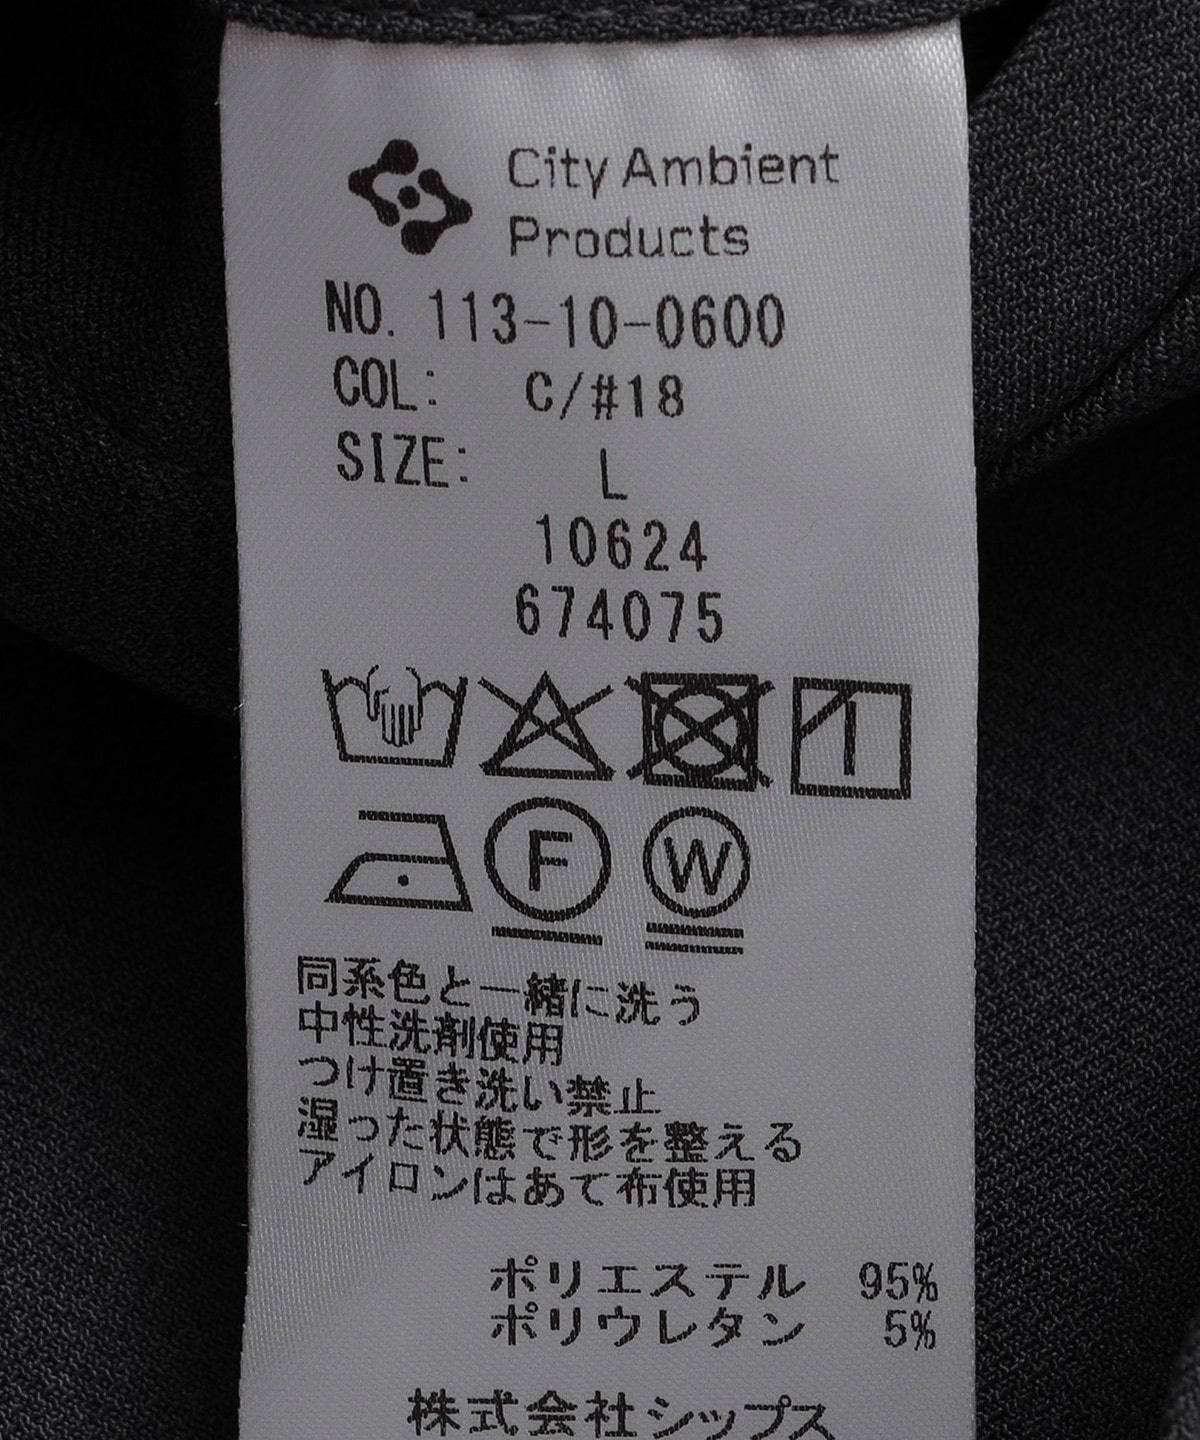 City Ambient
Products
NO. 113-10-0600
COL: C/#18
SIZE: L
10624
674075
F W
同系色と一緒に洗う
中性洗剤使用
つけ置き洗い禁止
湿った状態で形を整える
アイロンはあて布使用
ポリエステル 95%
ポリウレタン 5%
株式会社シップス